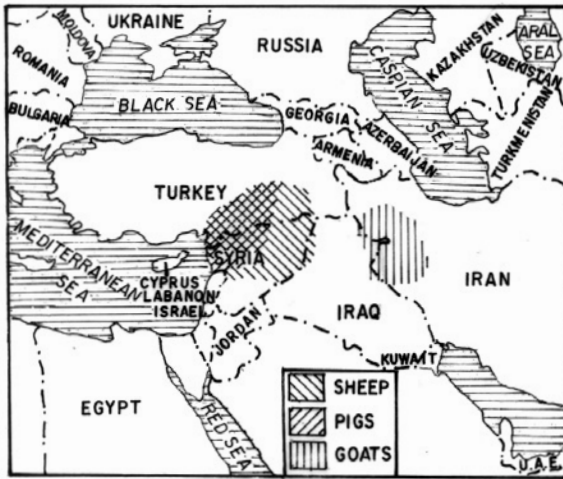 UKRAINE
MOLDOVA
ROMANIA
BULGARIA
RUSSIA
KAZAKHSTAN
ARAL
SEA
UZBEKISTAN
TURKMENISTAN
CASPIAN SEA
BLACK SEA
GEORGIA
ARMENIA
AZERBAIJAN
TURKEY
MEDITERRANEAN
SEA
SYRIA
CYPRUS
LABANON
ISRAEL
JORDAN
IRAQ
IRAN
KUWAIT
EGYPT
RED SEA
U.A.E.
SHEEP
PIGS
GOATS